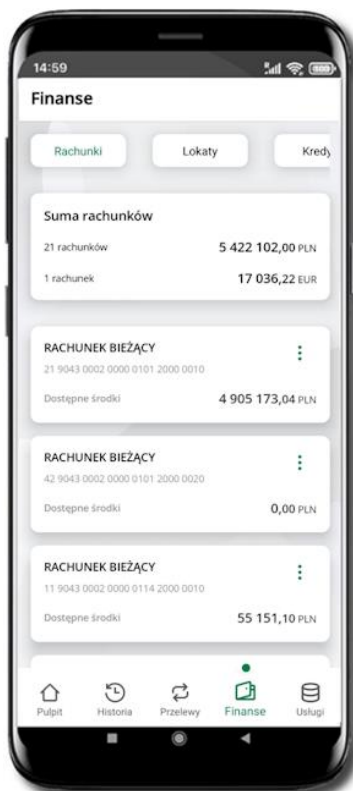 14:59
Finanse
Rachunki Lokaty Kredy
Suma rachunków
21 rachunków 5 422 102,00 PLN
1 rachunek 17 036,22 EUR
RACHUNEK BIEŻĄCY
21 9043 0002 0000 0101 2000 0010
Dostępne środki 4 905 173,04 PLN
RACHUNEK BIEŻĄCY
42 9043 0002 0000 0101 2000 0020
Dostępne środki 0,00 PLN
RACHUNEK BIEŻĄCY
11 9043 0002 0000 0114 2000 0010
Dostępne środki 55 151,10 PLN
Pulpit Historia Przelewy Finanse Usługi